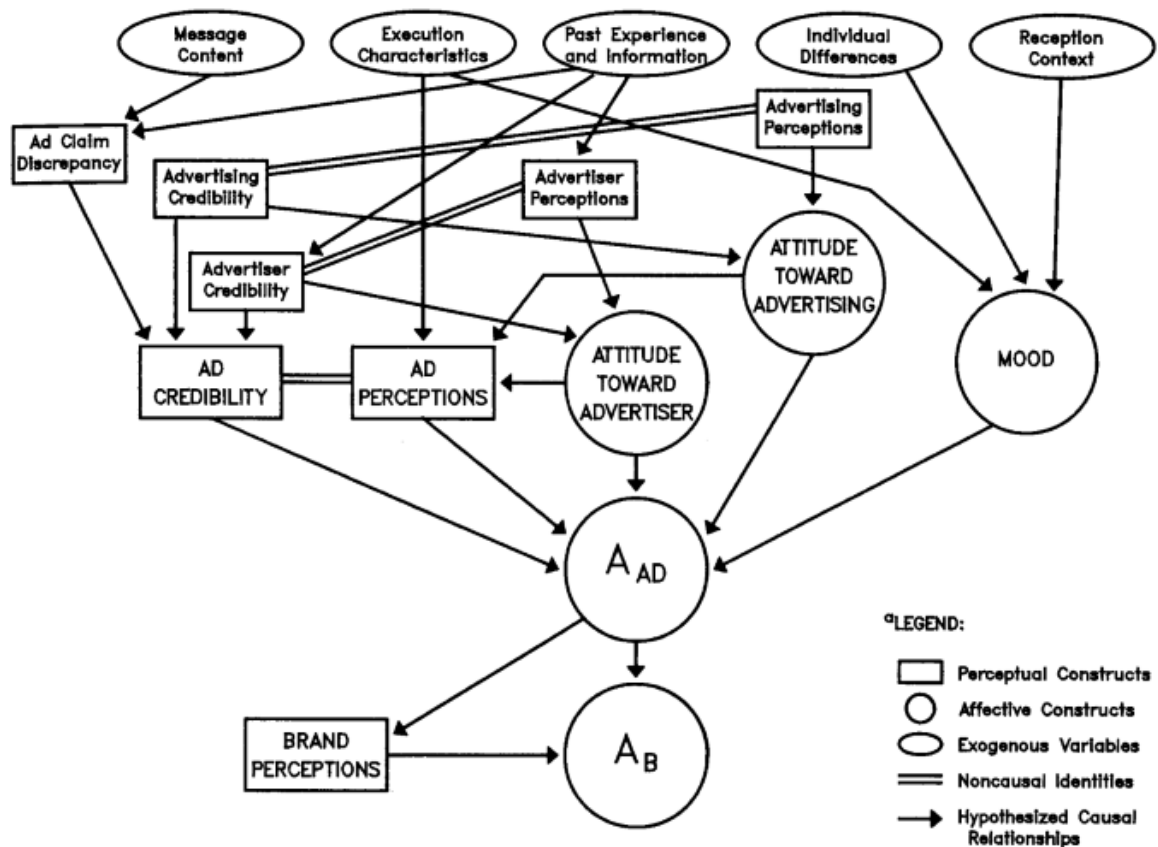 Message
Content
Execution
Characteristics
Past Experience
and Information
Individual
Differences
Reception
Context
Advertising
Perceptions
Ad Claim
Discrepancy
Advertising
Credibility
Advertiser
Perceptions
Advertiser
Credibility
ATTITUDE
TOWARD
ADVERTISING
AD
CREDIBILITY
AD
PERCEPTIONS
ATTITUDE
TOWARD
ADVERTISER
MOOD
A AD
BRAND
PERCEPTIONS
A B
aLEGEND:
Perceptual Constructs
Affective Constructs
Exogenous Variables
Noncausal Identities
Hypothesized Causal
Relationships